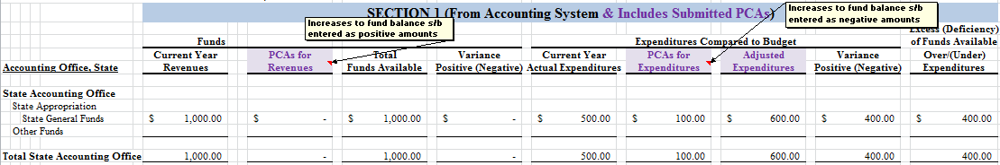 SECTION 1 (From Accounting System & Includes Submitted PCAs)
Increases to fund balance s/b
entered as positive amounts
Increases to fund balance s/b
entered as negative amounts
Funds Expenditures Compared to Budget
Excess (Deficiency)
of Funds Available
Current Year PCAs for Total Variance Current Year PCAs for Adjusted Variance Over/(Under)
Accounting Office, State Revenues Revenues Funds Available Positive (Negative) Actual Expenditures Expenditures Expenditures Positive (Negative) Expenditures
State Accounting Office
State Appropriation
State General Funds $ 1,000.00 $ - $ 1,000.00 $ - $ 500.00 $ 100.00 $ 600.00 $ 400.00 $ 400.00
Other Funds
Total State Accounting Office 1,000.00 - 1,000.00 - 500.00 100.00 600.00 400.00 400.00